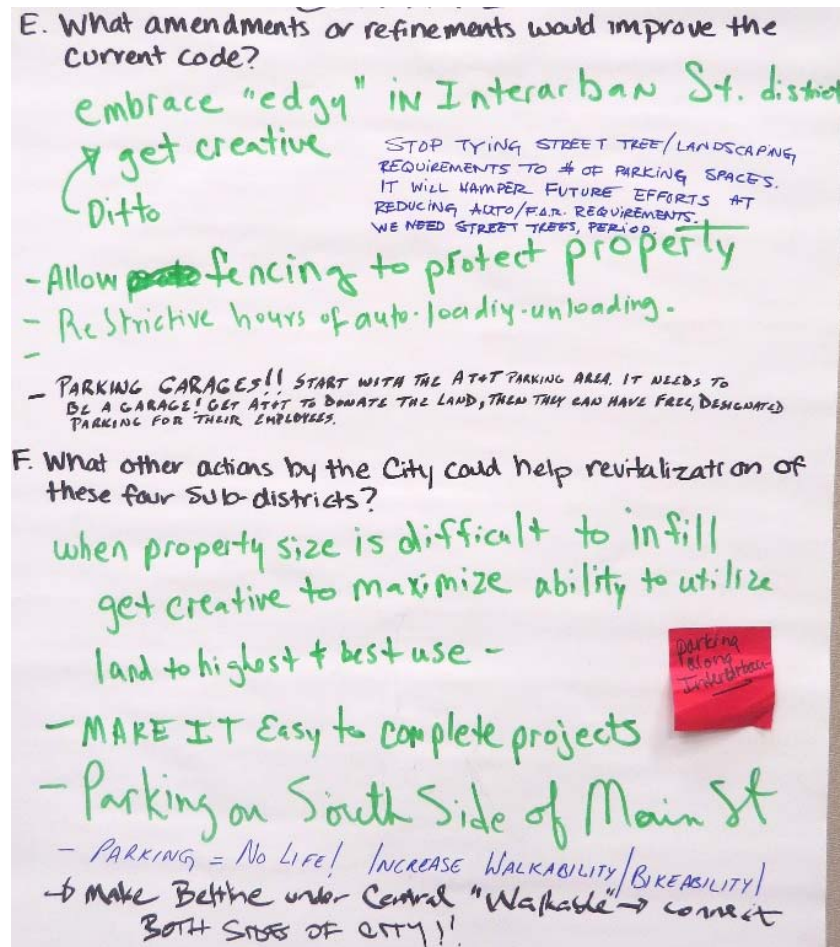 E. What amendments or refinements would improve the
current code?
embrace "edgy" in Interarban St. district
get creative
Ditto
STOP TYING STREET TREE/LANDSCAPING
REQUIREMENTS TO # OF PARKING SPACES.
IT WILL HAMPER FUTURE EFFORTS AT
REDUCING AUTO/F.A.R. REQUIREMENTS.
WE NEED STREET TREES, PERIOD.
- Allow fencing to protect property
- Restrictive hours of auto-loadiy-unloading.
-
- PARKING GARAGES!! START WITH THE AT+T PARKING AREA. IT NEEDS TO
BE A GARAGE! GET AT+T TO DONATE THE LAND, THEN THEY CAN HAVE FREE, DESIGNATED
PARKING FOR THEIR EMPLOYEES.
F. What other actions by the City could help revitalization of
these four sub-districts?
when property size is difficult to infill
get creative to maximize ability to utilize
land to highest & best use -
parking
along
Interurban
- MAKE IT Easy to complete projects
- Parking on South Side of Main St
- PARKING = NO LIFE! INCREASE WALKABILITY/BIKEABILITY!
→ Make Beltline under Central "Walkable" → connect
BOTH SIDES OF CITY!!